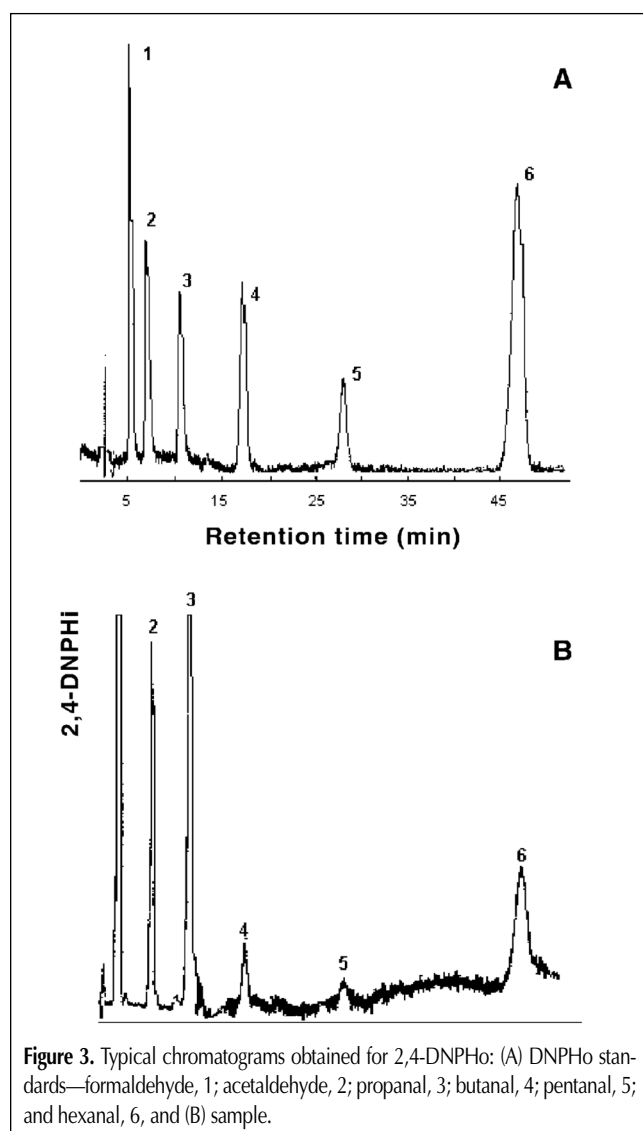 1
A
6
2
3
4
5
5 15 25 35 45
Retention time (min)
2,4-DNPHi
3
2
B
6
4
5
Figure 3. Typical chromatograms obtained for 2,4-DNPHo: (A) DNPHo stan-
dards—formaldehyde, 1; acetaldehyde, 2; propanal, 3; butanal, 4; pentanal, 5;
and hexanal, 6, and (B) sample.